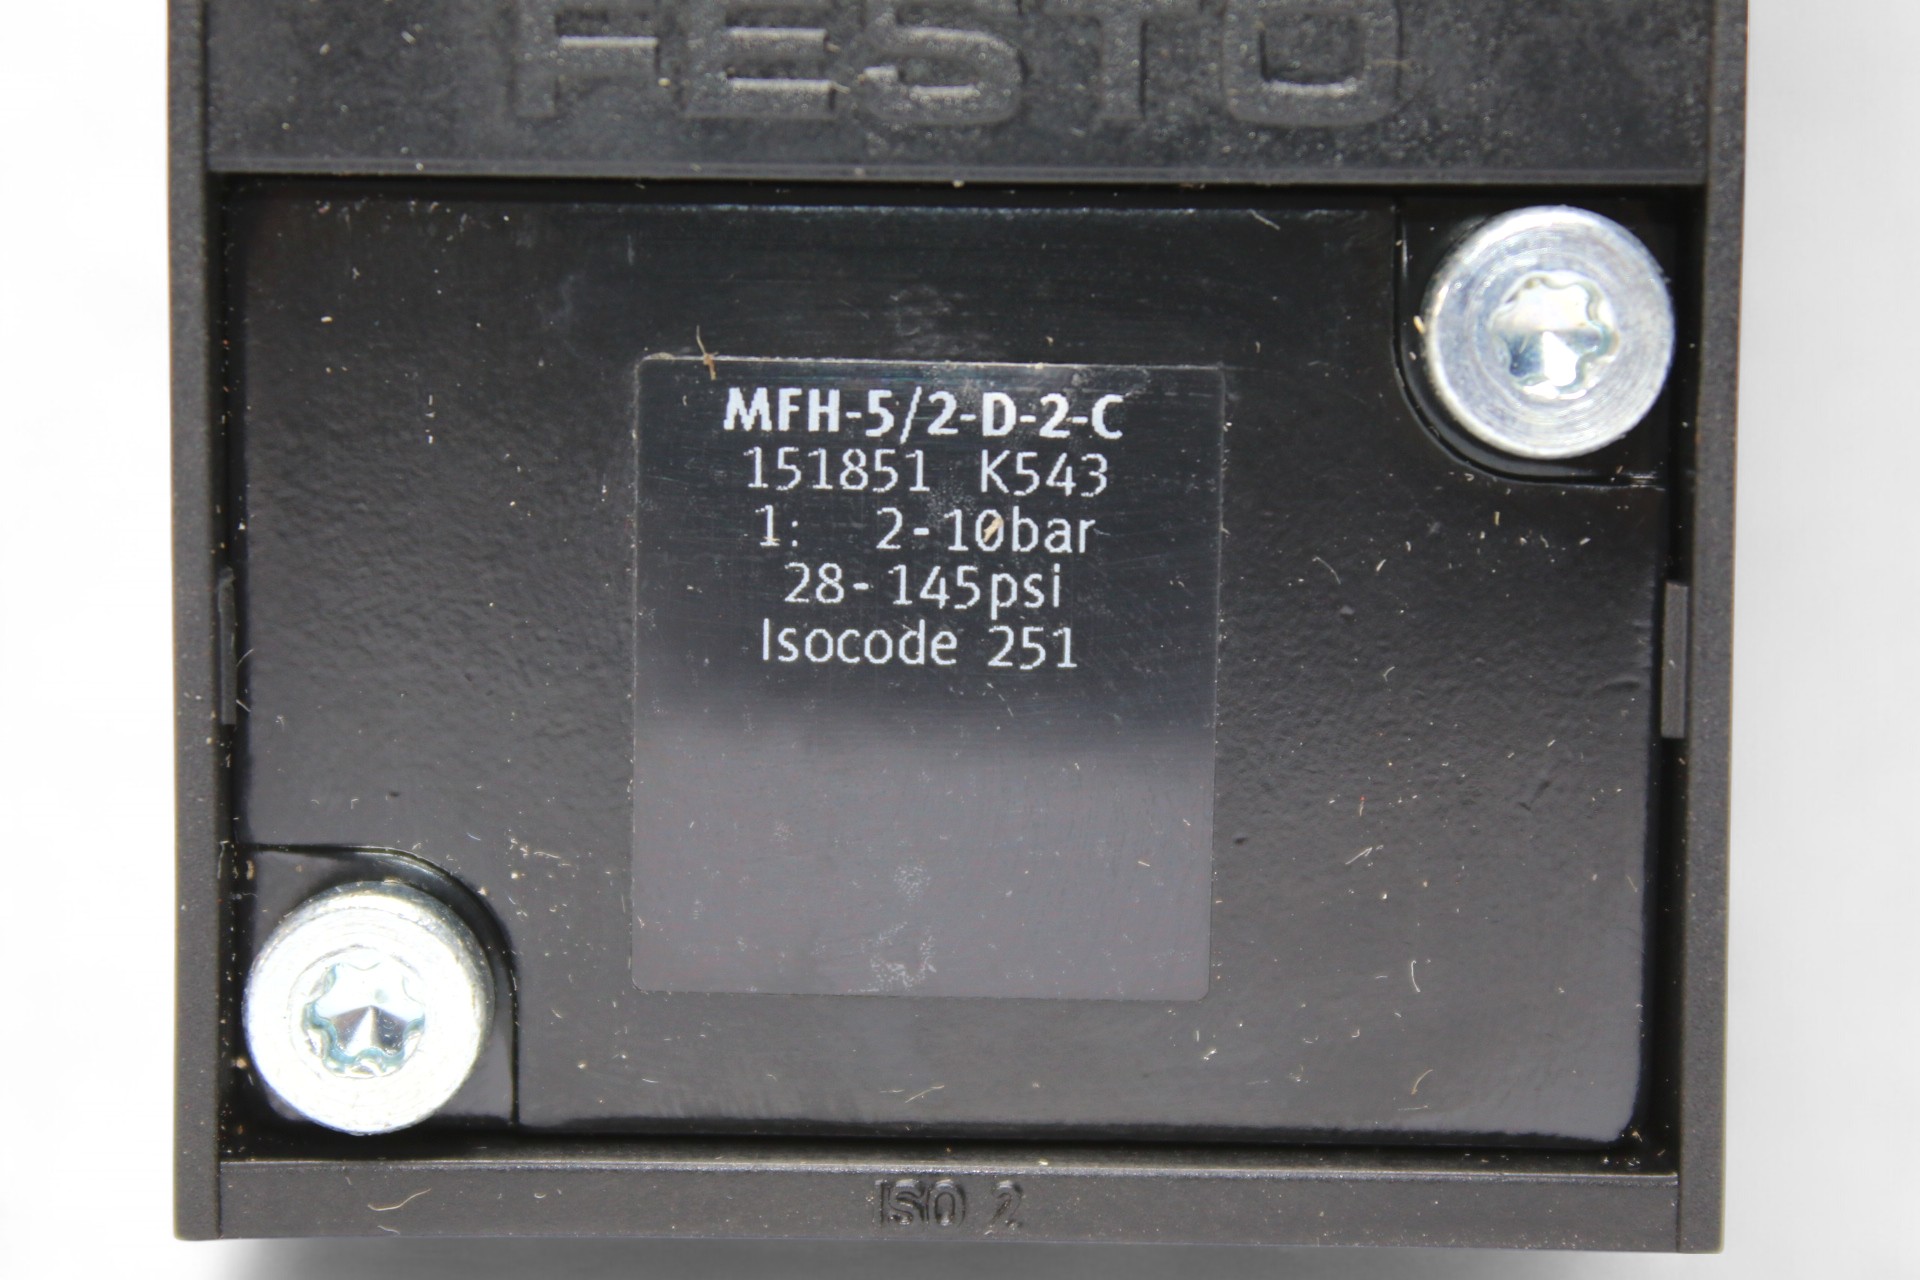 FESTO
MFH-5/2-D-2-C
151851 K543
1: 2-10bar
28-145psi
Isocode 251
ISO 2